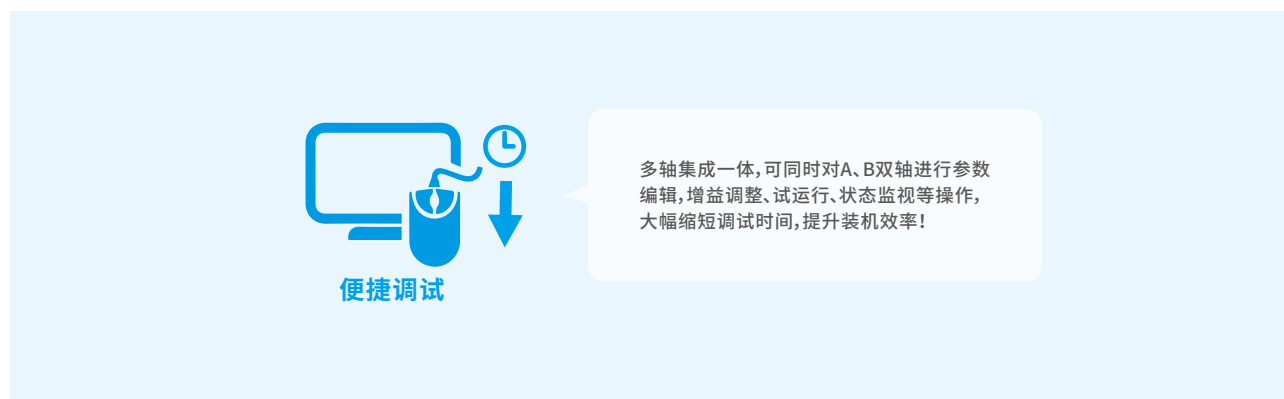 多轴集成一体,可同时对A、B双轴进行参数
编辑,增益调整、试运行、状态监视等操作,
大幅缩短调试时间,提升装机效率!
便捷调试